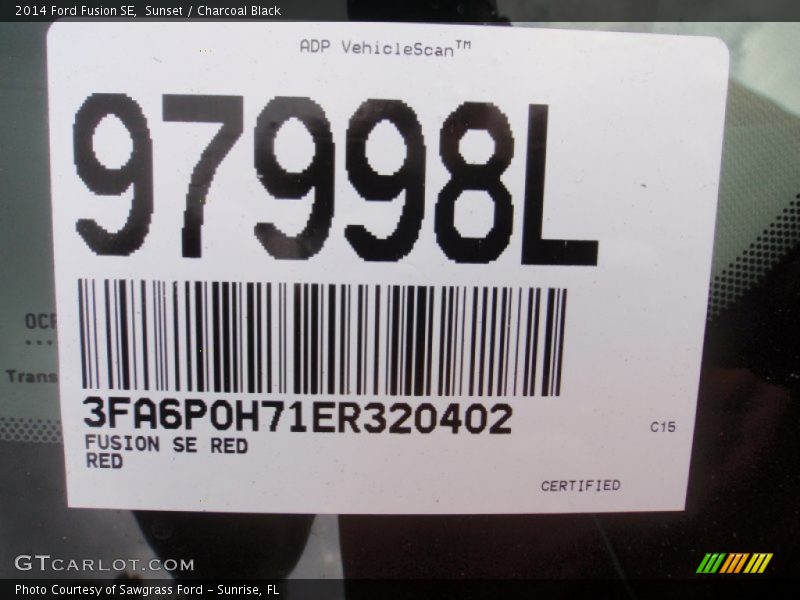 2014 Ford Fusion SE,  Sunset / Charcoal Black
ADP VehicleScan™
97998L
3FA6P0H71ER320402
FUSION SE RED
RED
C15
CERTIFIED
Trans
GTCARLOT.COM
Photo Courtesy of Sawgrass Ford - Sunrise, FL